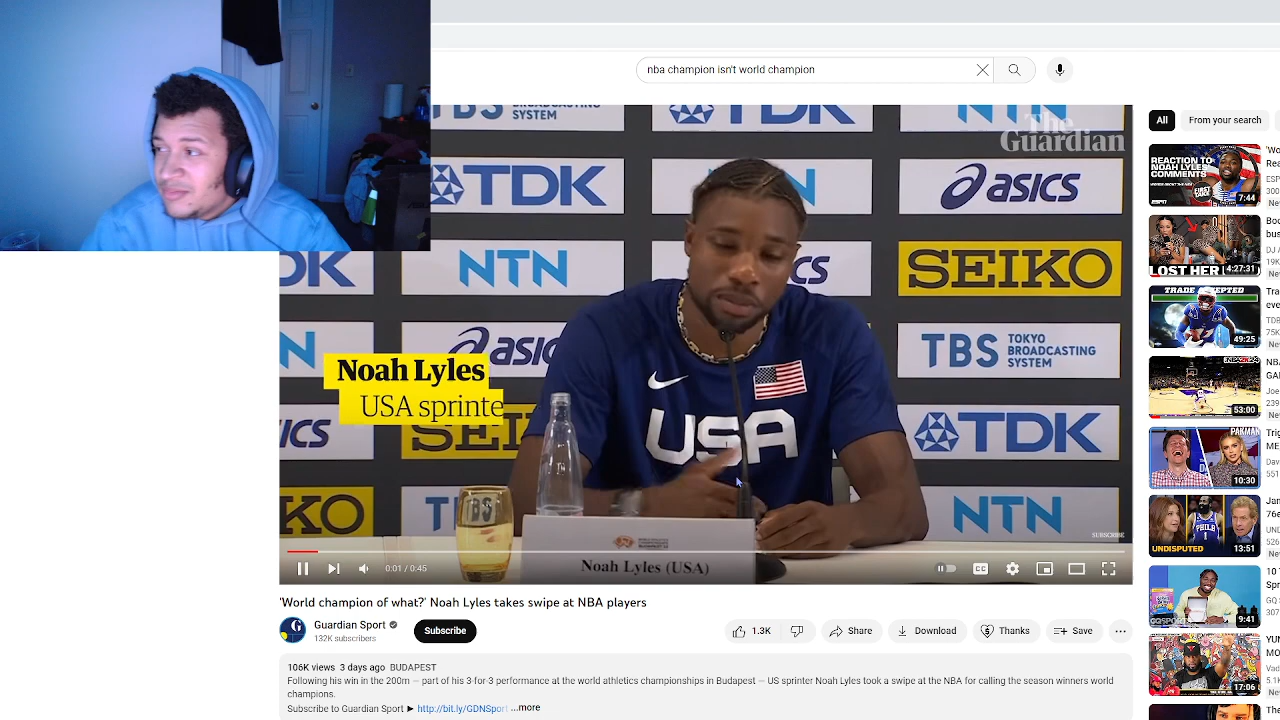 nba champion isn't world champion
TBS BROADCASTING SYSTEM
TDK
NTN
The Guardian
All
From your search
TDK
asics
REACTION TO NOAH LYLES COMMENTS
7:44
NTN
SEIKO
LOST HER
4:27:31
TBS TOKYO BROADCASTING SYSTEM
TRADE ACCEPTED
49:25
Noah Lyles
USA sprinte
USA
TDK
53:00
NTN
PAKMAN
10:30
SUBSCRIBE
Noah Lyles (USA)
UNDISPUTED
13:51
0:01 / 0:45
CC
'World champion of what?' Noah Lyles takes swipe at NBA players
GQSPORTS
9:41
Guardian Sport
132K subscribers
Subscribe
1.3K
Share
Download
Thanks
Save
106K views 3 days ago BUDAPEST
Following his win in the 200m — part of his 3-for-3 performance at the world athletics championships in Budapest — US sprinter Noah Lyles took a swipe at the NBA for calling the season winners world
champions.
17:06
Subscribe to Guardian Sport ► http://bit.ly/GDNSport ...more